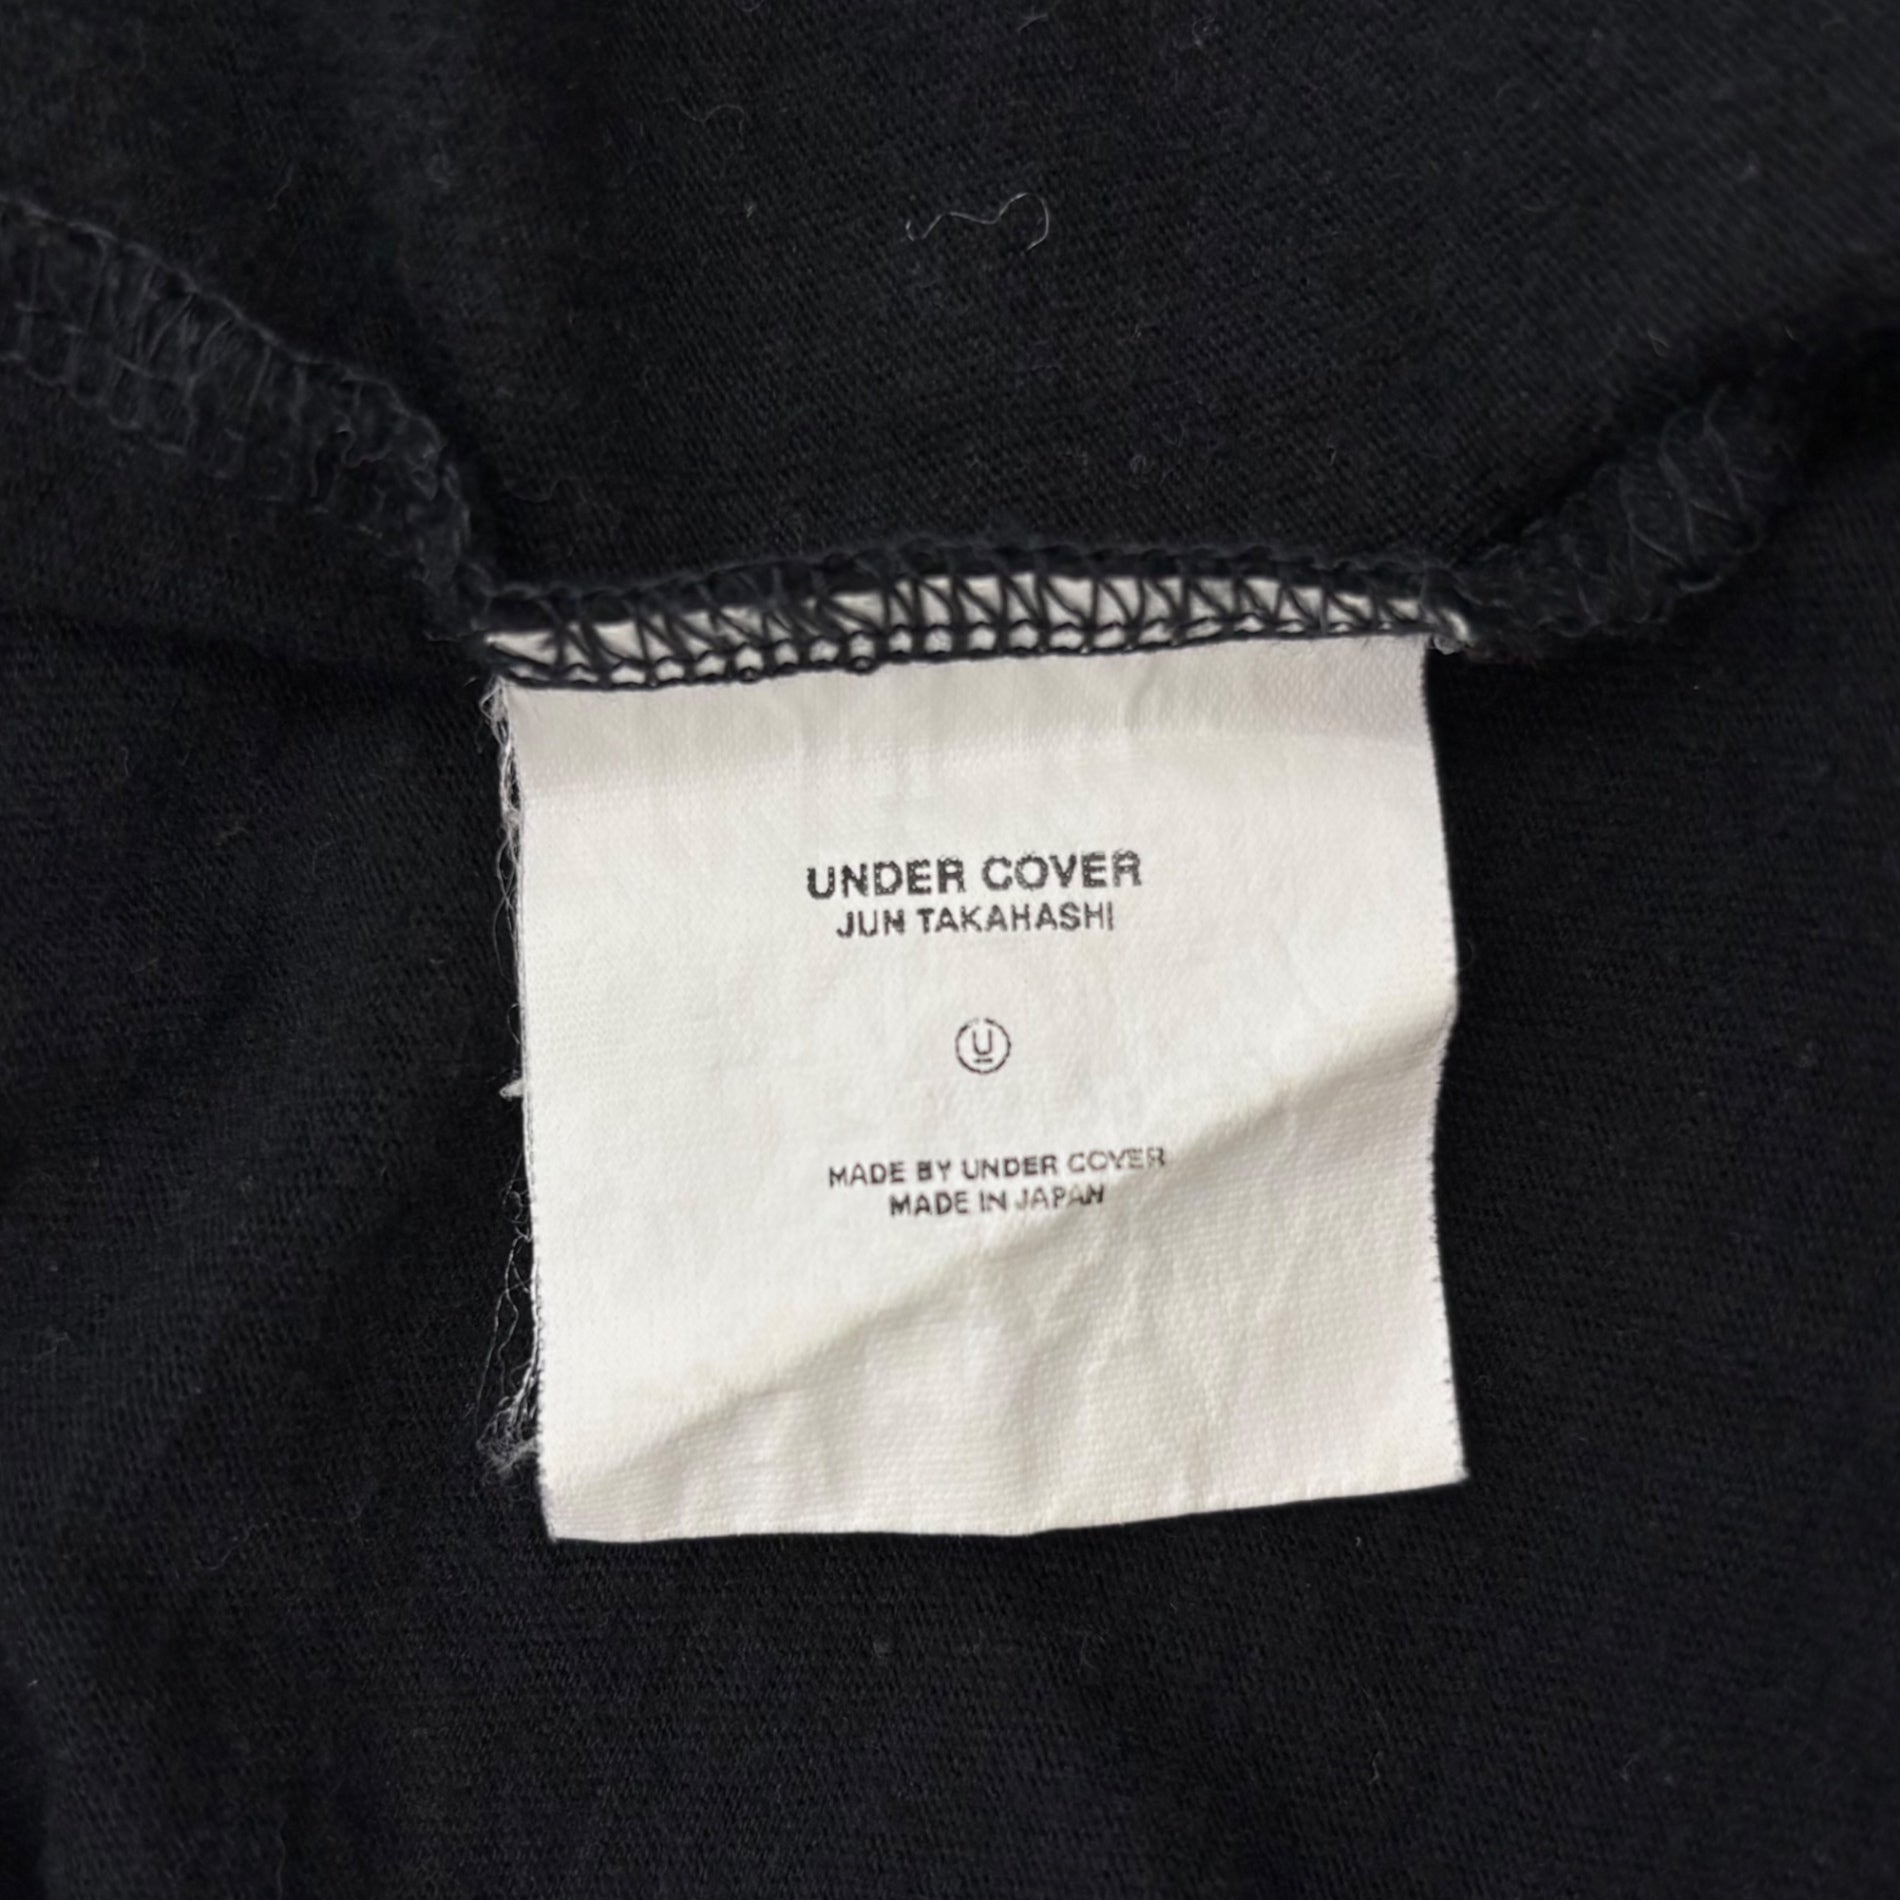 UNDER COVER
JUN TAKAHASHI
U
MADE BY UNDER COVER
MADE IN JAPAN